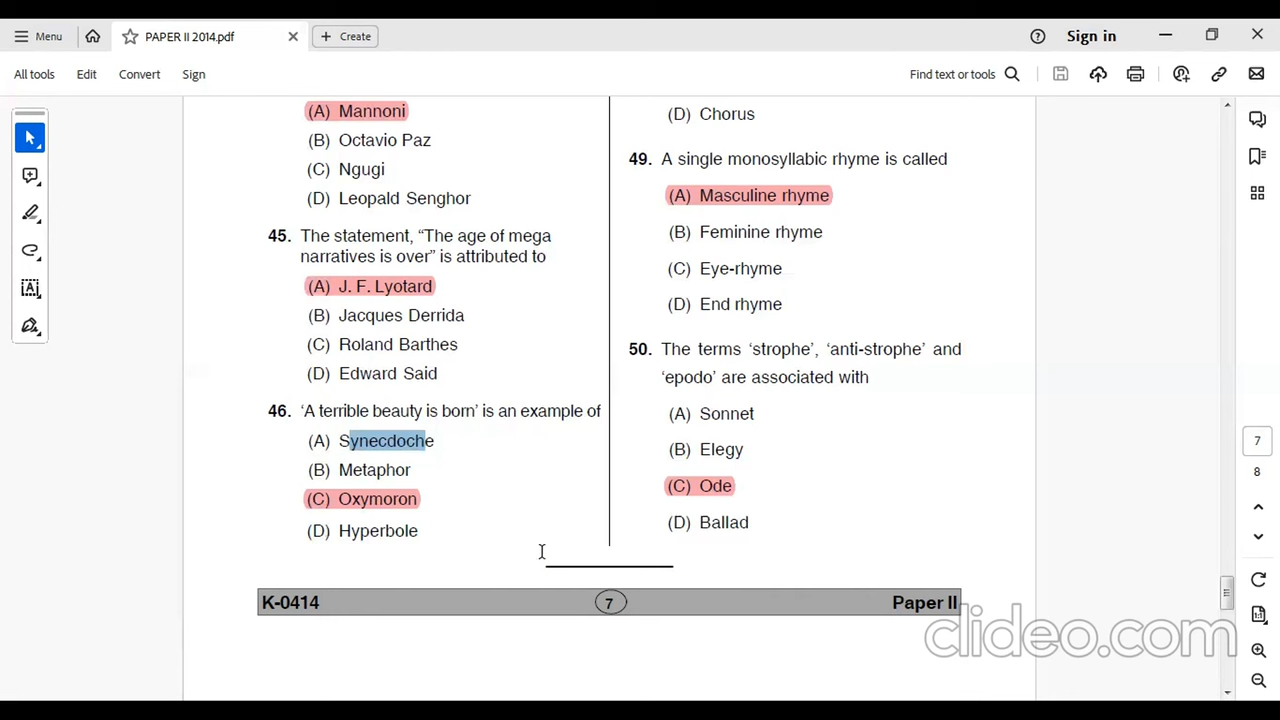 Menu
PAPER II 2014.pdf
Create
Sign in
All tools
Edit
Convert
Sign
Find text or tools
(A) Mannoni
(B) Octavio Paz
(C) Ngugi
(D) Leopald Senghor
45. The statement, “The age of mega
narratives is over” is attributed to
(A) J. F. Lyotard
(B) Jacques Derrida
(C) Roland Barthes
(D) Edward Said
46. ‘A terrible beauty is born’ is an example of
(A) Synecdoche
(B) Metaphor
(C) Oxymoron
(D) Hyperbole
(D) Chorus
49. A single monosyllabic rhyme is called
(A) Masculine rhyme
(B) Feminine rhyme
(C) Eye-rhyme
(D) End rhyme
50. The terms ‘strophe’, ‘anti-strophe’ and
‘epodo’ are associated with
(A) Sonnet
(B) Elegy
(C) Ode
(D) Ballad
K-0414
7
Paper II
7
8
clideo.com